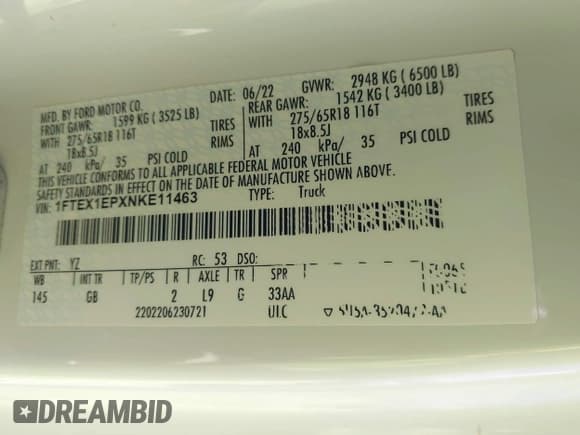 MFD. BY FORD MOTOR CO. DATE: 06/22 GVWR: 2948 KG ( 6500 LB)
FRONT GAWR: 1599 KG ( 3525 LB) REAR GAWR: 1542 KG ( 3400 LB)
WITH 275/65R18 116T TIRES WITH 275/65R18 116T TIRES
18x8.5J RIMS 18x8.5J RIMS
AT 240 kPa/ 35 PSI COLD AT 240 kPa/ 35 PSI COLD
THIS VEHICLE CONFORMS TO ALL APPLICABLE FEDERAL MOTOR VEHICLE
SAFETY STANDARDS IN EFFECT ON THE DATE OF MANUFACTURE SHOWN ABOVE.
VIN: 1FTEX1EPXNKE11463 TYPE: Truck
EXT PNT: YZ RC: 53 DSO:
WB INT TR TP/PS R AXLE TR SPR
145 GB 2 L9 G 33AA
2202206230721 ULC
DREAMBID